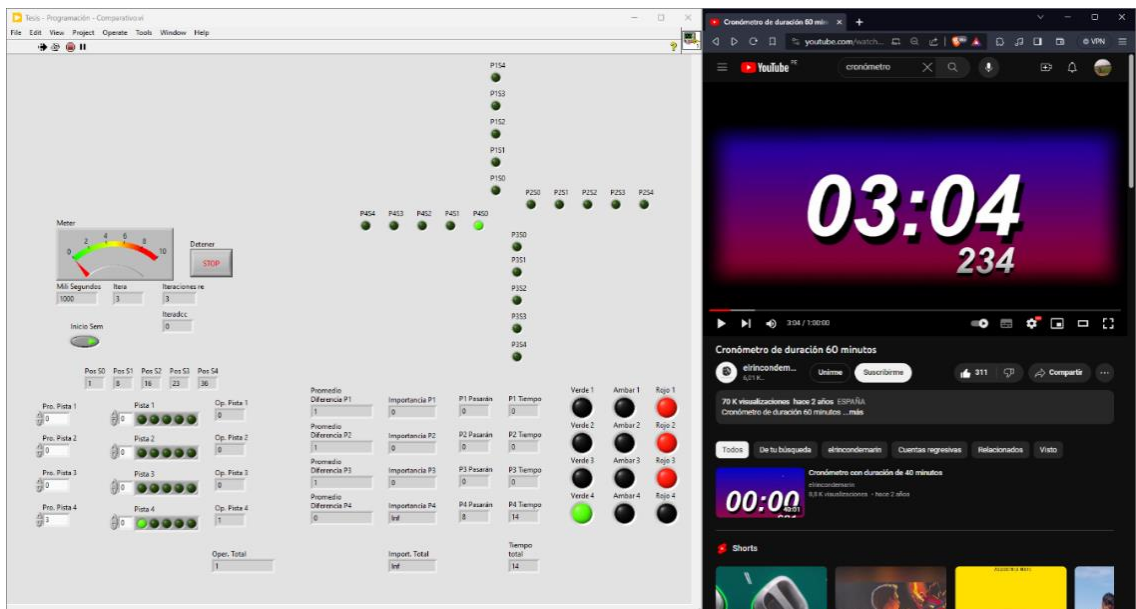 Tesis - Programación - Comparativo.vi
File Edit View Project Operate Tools Window Help
P1S4
P1S3
P1S2
P1S1
P1S0
P2S0 P2S1 P2S2 P2S3 P2S4
P4S4 P4S3 P4S2 P4S1 P4S0
P3S0
P3S1
P3S2
P3S3
P3S4
Meter
0 2 4 6 8 10
Detener
STOP
Mili Segundos Itera Iteraciones re
1000 3 3
Iteradcc
0
Inicio Sem
Pos S0 Pos S1 Pos S2 Pos S3 Pos S4
1 8 16 23 36
Pro. Pista 1 Pista 1 Op. Pista 1
0 0 0
Pro. Pista 2 Pista 2 Op. Pista 2
0 0 0
Pro. Pista 3 Pista 3 Op. Pista 3
0 0 0
Pro. Pista 4 Pista 4 Op. Pista 4
3 0 1
Oper. Total
1
Promedio
Diferencia P1 Importancia P1 P1 Pasarán P1 Tiempo
1 0 0 0
Promedio
Diferencia P2 Importancia P2 P2 Pasarán P2 Tiempo
1 0 0 0
Promedio
Diferencia P3 Importancia P3 P3 Pasarán P3 Tiempo
1 0 0 0
Promedio
Diferencia P4 Importancia P4 P4 Pasarán P4 Tiempo
0 Inf 8 14
Import. Total
Inf
Tiempo
total
14
Verde 1 Ambar 1 Rojo 1
Verde 2 Ambar 2 Rojo 2
Verde 3 Ambar 3 Rojo 3
Verde 4 Ambar 4 Rojo 4
Cronómetro de duración 60 min
youtube.com/watch...
VPN
YouTube PE
cronómetro
03:04
234
3:04 / 1:00:00
Cronómetro de duración 60 minutos
elrincondem...
Unirme
Suscribirme
311
Compartir
70 K visualizaciones hace 2 años ESPAÑA
Cronómetro de duración 60 minutos ...más
Todos De tu búsqueda elrincondemarin Cuentas regresivas Relacionados Visto
Cronómetro con duración de 40 minutos
elrincondemarin
8,8 K visualizaciones • hace 2 años
00:00
40:01
Shorts